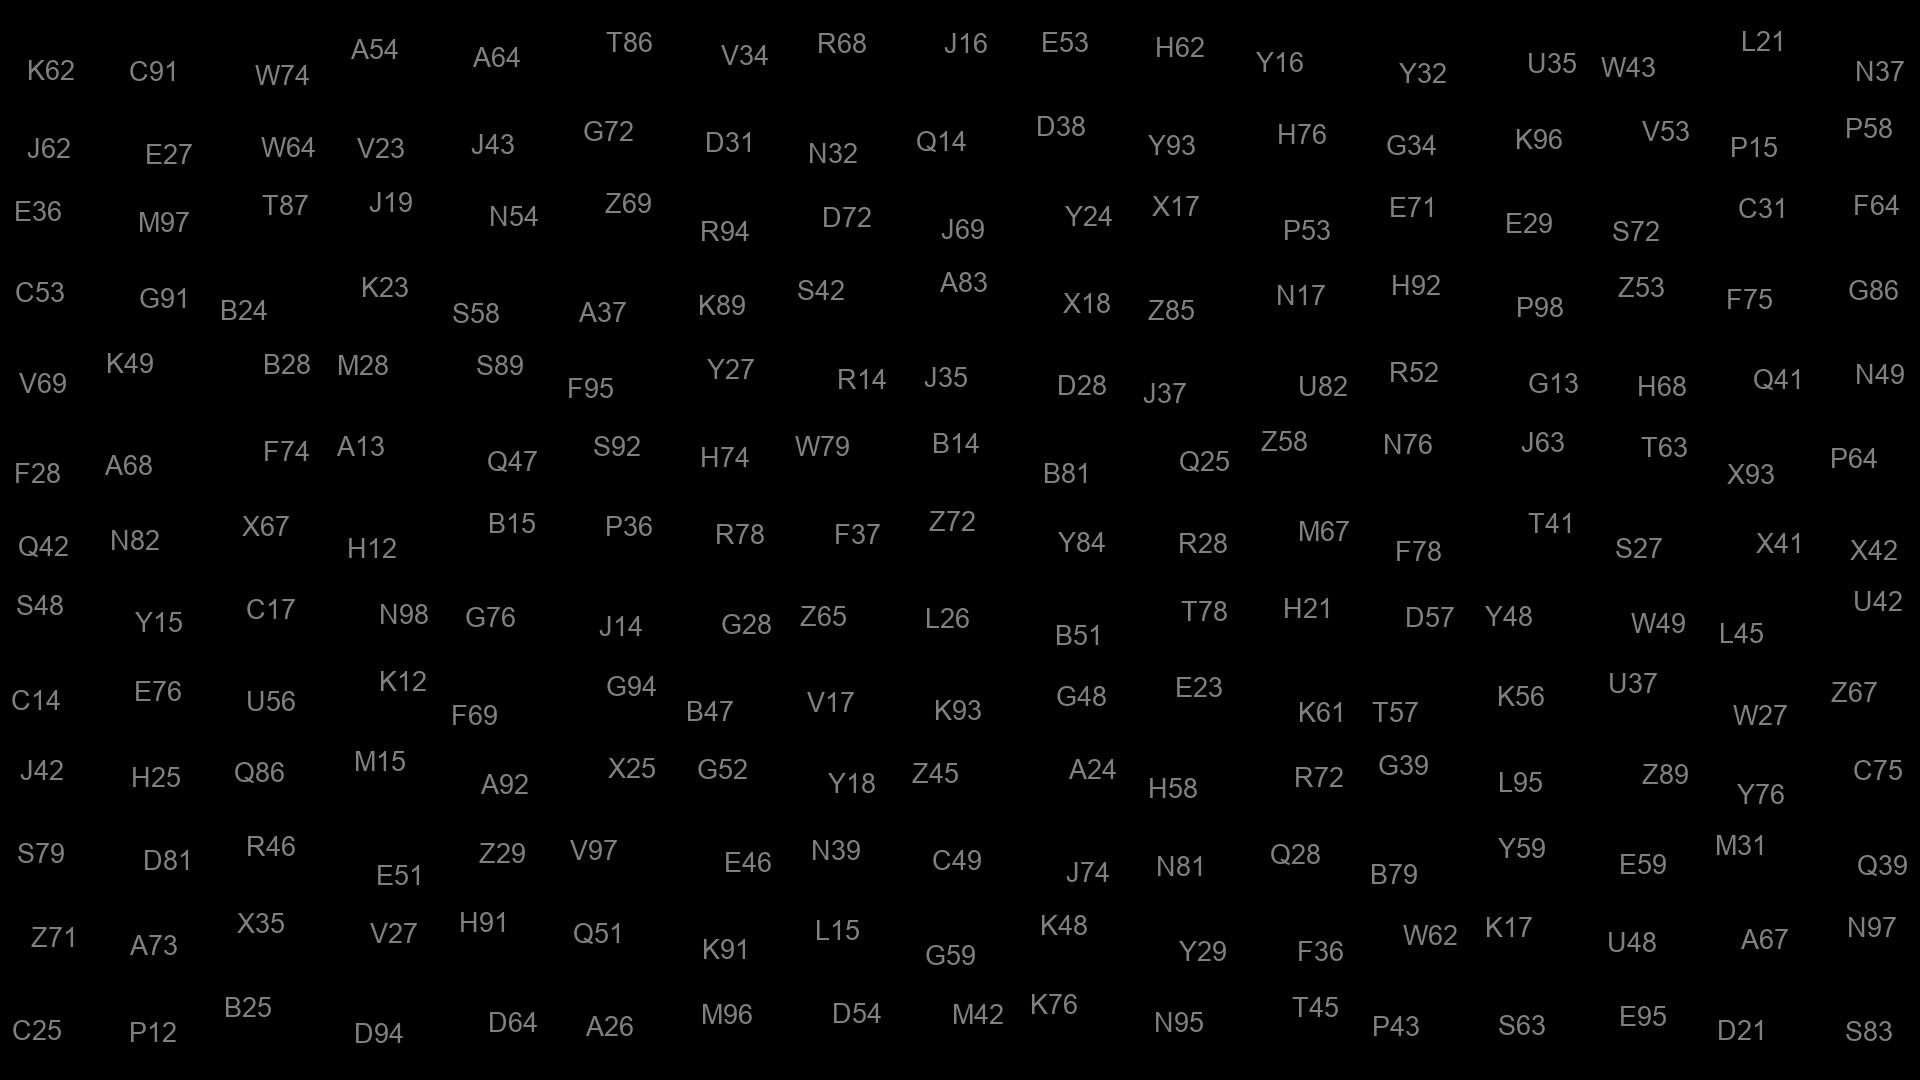 K62 C91 W74 A54 A64 T86 V34 R68 J16 E53 H62 Y16 Y32 U35 W43 L21 N37
J62 E27 W64 V23 J43 G72 D31 N32 Q14 D38 Y93 H76 G34 K96 V53 P15 P58
E36 M97 T87 J19 N54 Z69 R94 D72 J69 Y24 X17 P53 E71 E29 S72 C31 F64
C53 G91 B24 K23 S58 A37 K89 S42 A83 X18 Z85 N17 H92 P98 Z53 F75 G86
V69 K49 B28 M28 S89 F95 Y27 R14 J35 D28 J37 U82 R52 G13 H68 Q41 N49
F28 A68 F74 A13 Q47 S92 H74 W79 B14 B81 Q25 Z58 N76 J63 T63 X93 P64
Q42 N82 X67 H12 B15 P36 R78 F37 Z72 Y84 R28 M67 F78 T41 S27 X41 X42
S48 Y15 C17 N98 G76 J14 G28 Z65 L26 B51 T78 H21 D57 Y48 W49 L45 U42
C14 E76 U56 K12 F69 G94 B47 V17 K93 G48 E23 K61 T57 K56 U37 W27 Z67
J42 H25 Q86 M15 A92 X25 G52 Y18 Z45 A24 H58 R72 G39 L95 Z89 Y76 C75
S79 D81 R46 E51 Z29 V97 E46 N39 C49 J74 N81 Q28 B79 Y59 E59 M31 Q39
Z71 A73 X35 V27 H91 Q51 K91 L15 G59 K48 Y29 F36 W62 K17 U48 A67 N97
C25 P12 B25 D94 D64 A26 M96 D54 M42 K76 N95 T45 P43 S63 E95 D21 S83